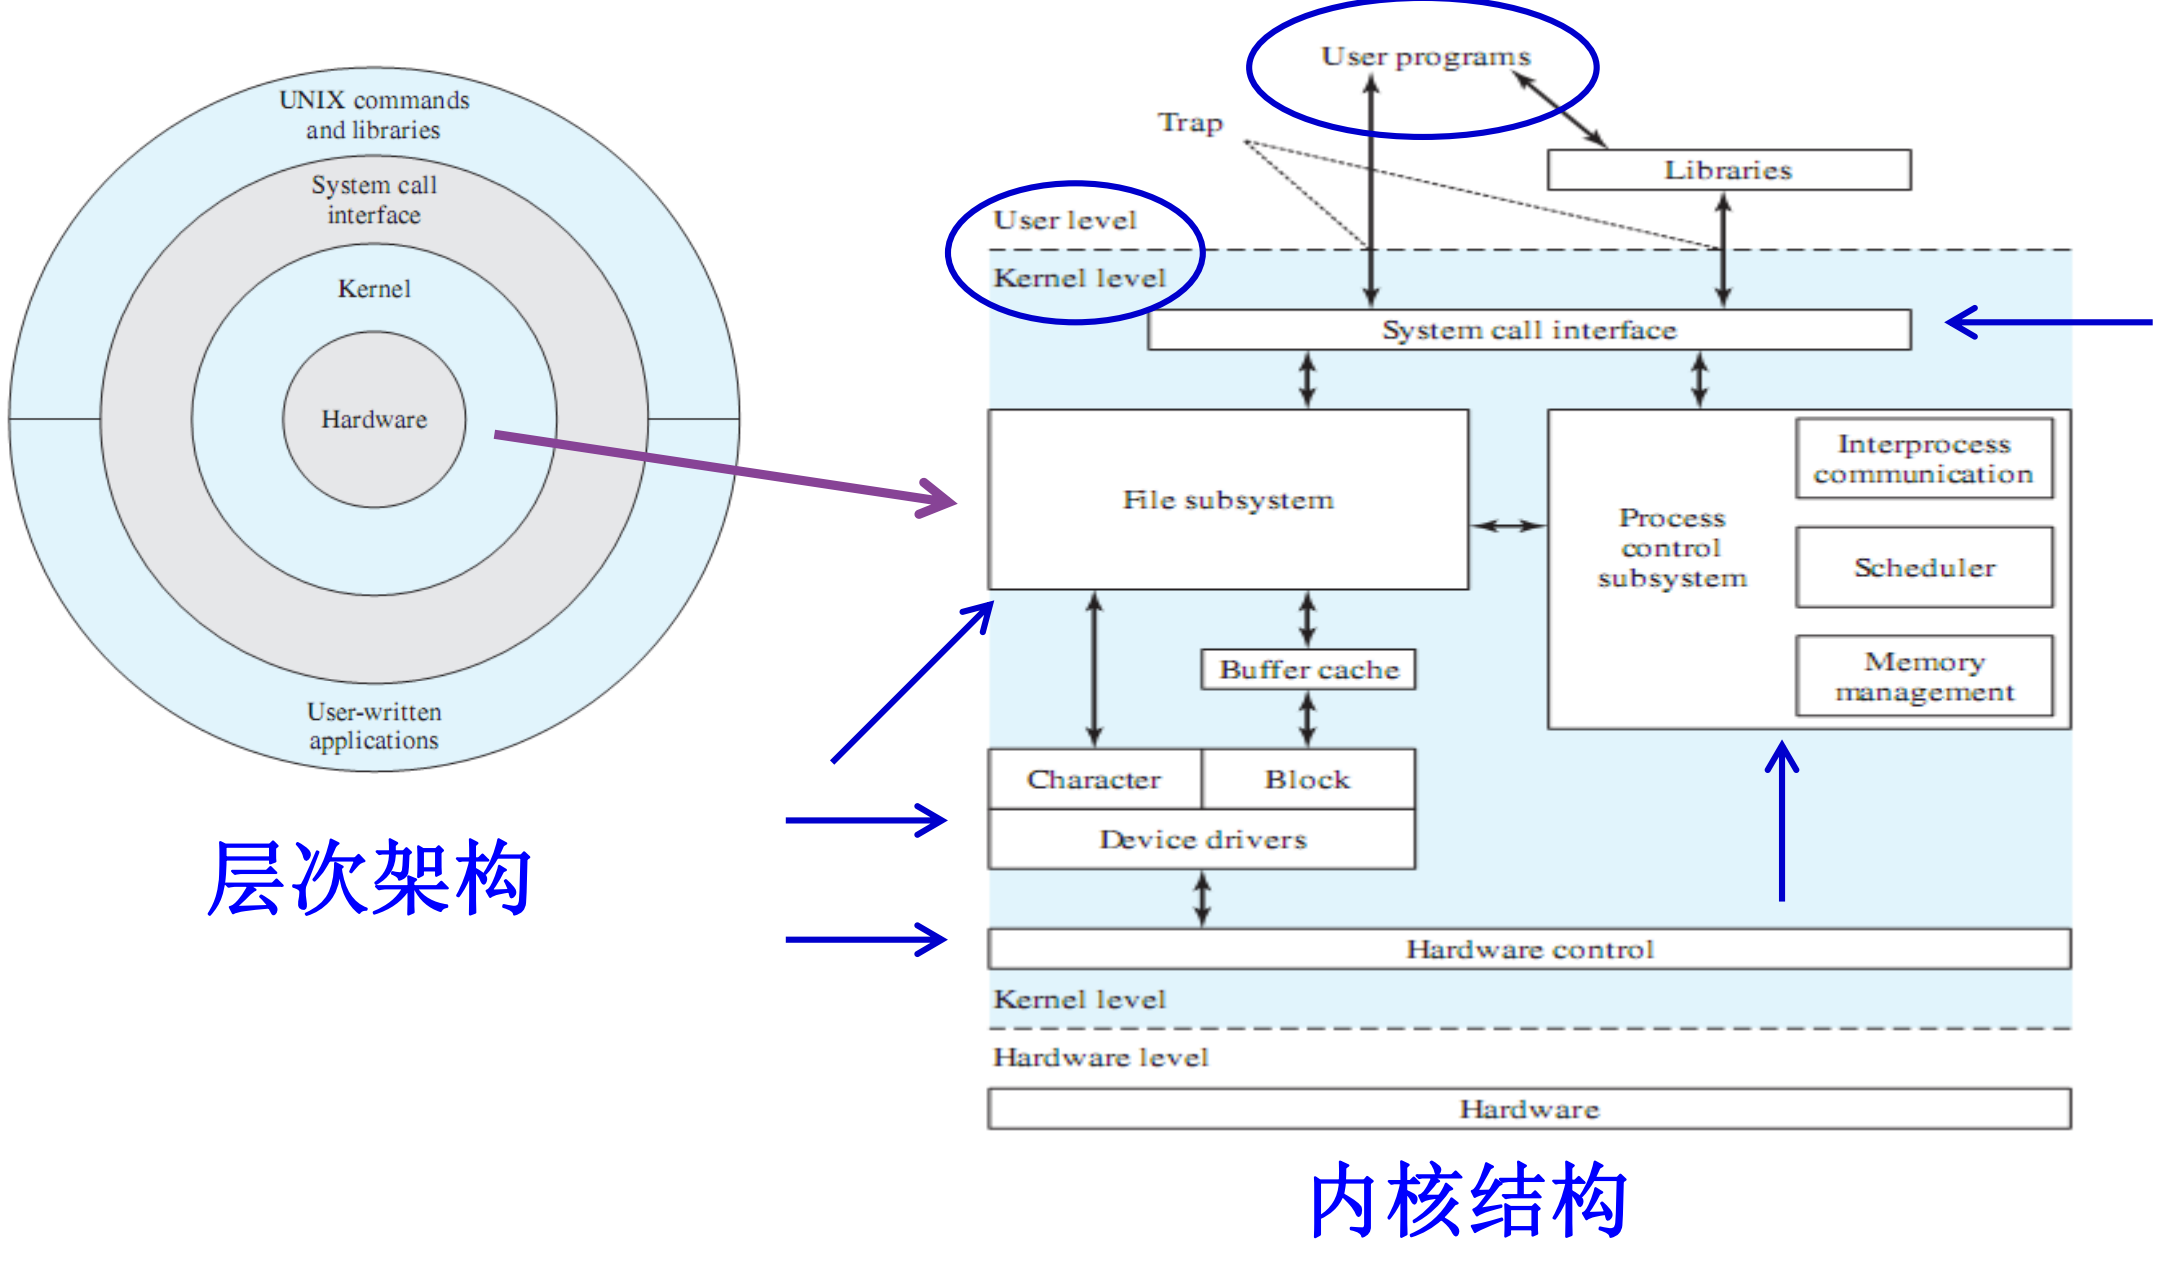 UNIX commands
and libraries
System call
interface
Kernel
Hardware
User-written
applications
层次架构
User programs
Trap
Libraries
User level
Kernel level
System call interface
File subsystem
Process
control
subsystem
Interprocess
communication
Scheduler
Memory
management
Buffer cache
Character
Block
Device drivers
Hardware control
Kernel level
Hardware level
Hardware
内核结构